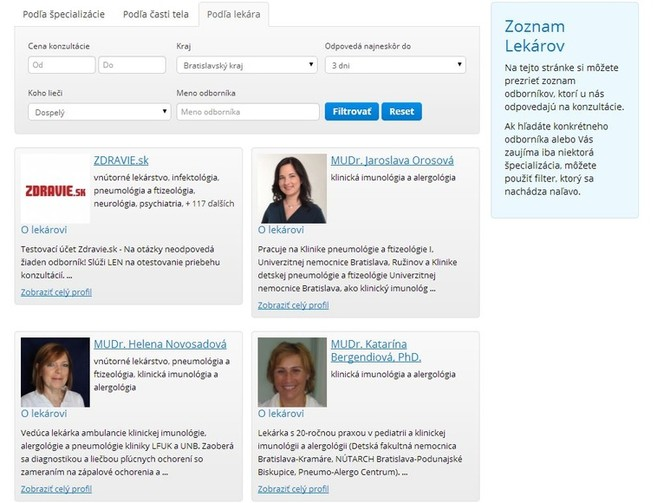 Podľa špecializácie
Podľa časti tela
Podľa lekára
Cena konzultácie
Kraj
Odpovedá najneskôr do
Od
Do
Bratislavský kraj
3 dni
Koho lieči
Meno odborníka
Dospelý
Meno odborníka
Filtrovať
Reset
ZDRAVIE.sk
ZDRAVIE.sk
vnútorné lekárstvo, infektológia,
pneumológia a ftizeológia,
neurológia, psychiatria, + 117 ďalších
O lekárovi
Testovací účet Zdravie.sk - Na otázky neodpovedá
žiaden odborník! Slúži LEN na otestovanie priebehu
konzultácií. ...
Zobraziť celý profil
MUDr. Jaroslava Orosová
klinická imunológia a alergológia
O lekárovi
Pracuje na Klinike pneumológie a ftizeológie I.
Univerzitnej nemocnice Bratislava, Ružinov a Klinike
detskej pneumológie a ftizeológie Univerzitnej
nemocnice Bratislava, ako klinický imunológ ...
Zobraziť celý profil
MUDr. Helena Novosadová
vnútorné lekárstvo, pneumológia a
ftizeológia, klinická imunológia a
alergológia
O lekárovi
Vedúca lekárka ambulancie klinickej imunológie,
alergológie a pneumológie kliniky LFUK a UNB. Zaoberá
sa diagnostikou a liečbou pľúcnych ochorení so
zameraním na zápalové ochorenia a ...
Zobraziť celý profil
MUDr. Katarína
Bergendiová, PhD.
klinická imunológia a alergológia
O lekárovi
Lekárka s 20-ročnou praxou v pediatrii a klinickej
imunológii a alergológii (Detská fakultná nemocnica
Bratislava-Kramáre, NÚTARCH Bratislava-Podunajské
Biskupice, Pneumo-Alergo Centrum). ...
Zobraziť celý profil
Zoznam
Lekárov
Na tejto stránke si môžete
prezrieť zoznam
odborníkov, ktorí u nás
odpovedajú na konzultácie.
Ak hľadáte konkrétneho
odborníka alebo Vás
zaujíma iba niektorá
špecializácia, môžete
použiť filter, ktorý sa
nachádza naľavo.